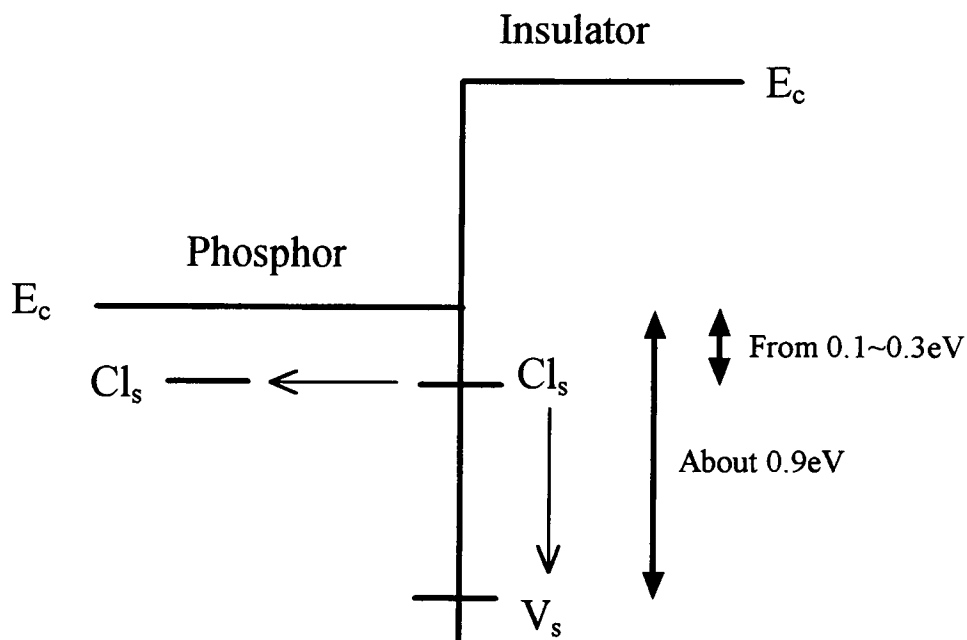 Insulator
E_c
Phosphor
E_c
From 0.1~0.3eV
Cl_s
Cl_s
About 0.9eV
V_s